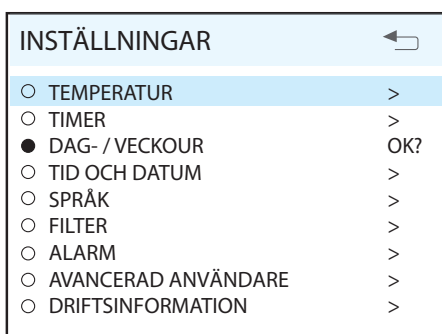 INSTÄLLNINGAR
TEMPERATUR >
TIMER >
DAG- / VECKOUR OK?
TID OCH DATUM >
SPRÅK >
FILTER >
ALARM >
AVANCERAD ANVÄNDARE >
DRIFTSINFORMATION >